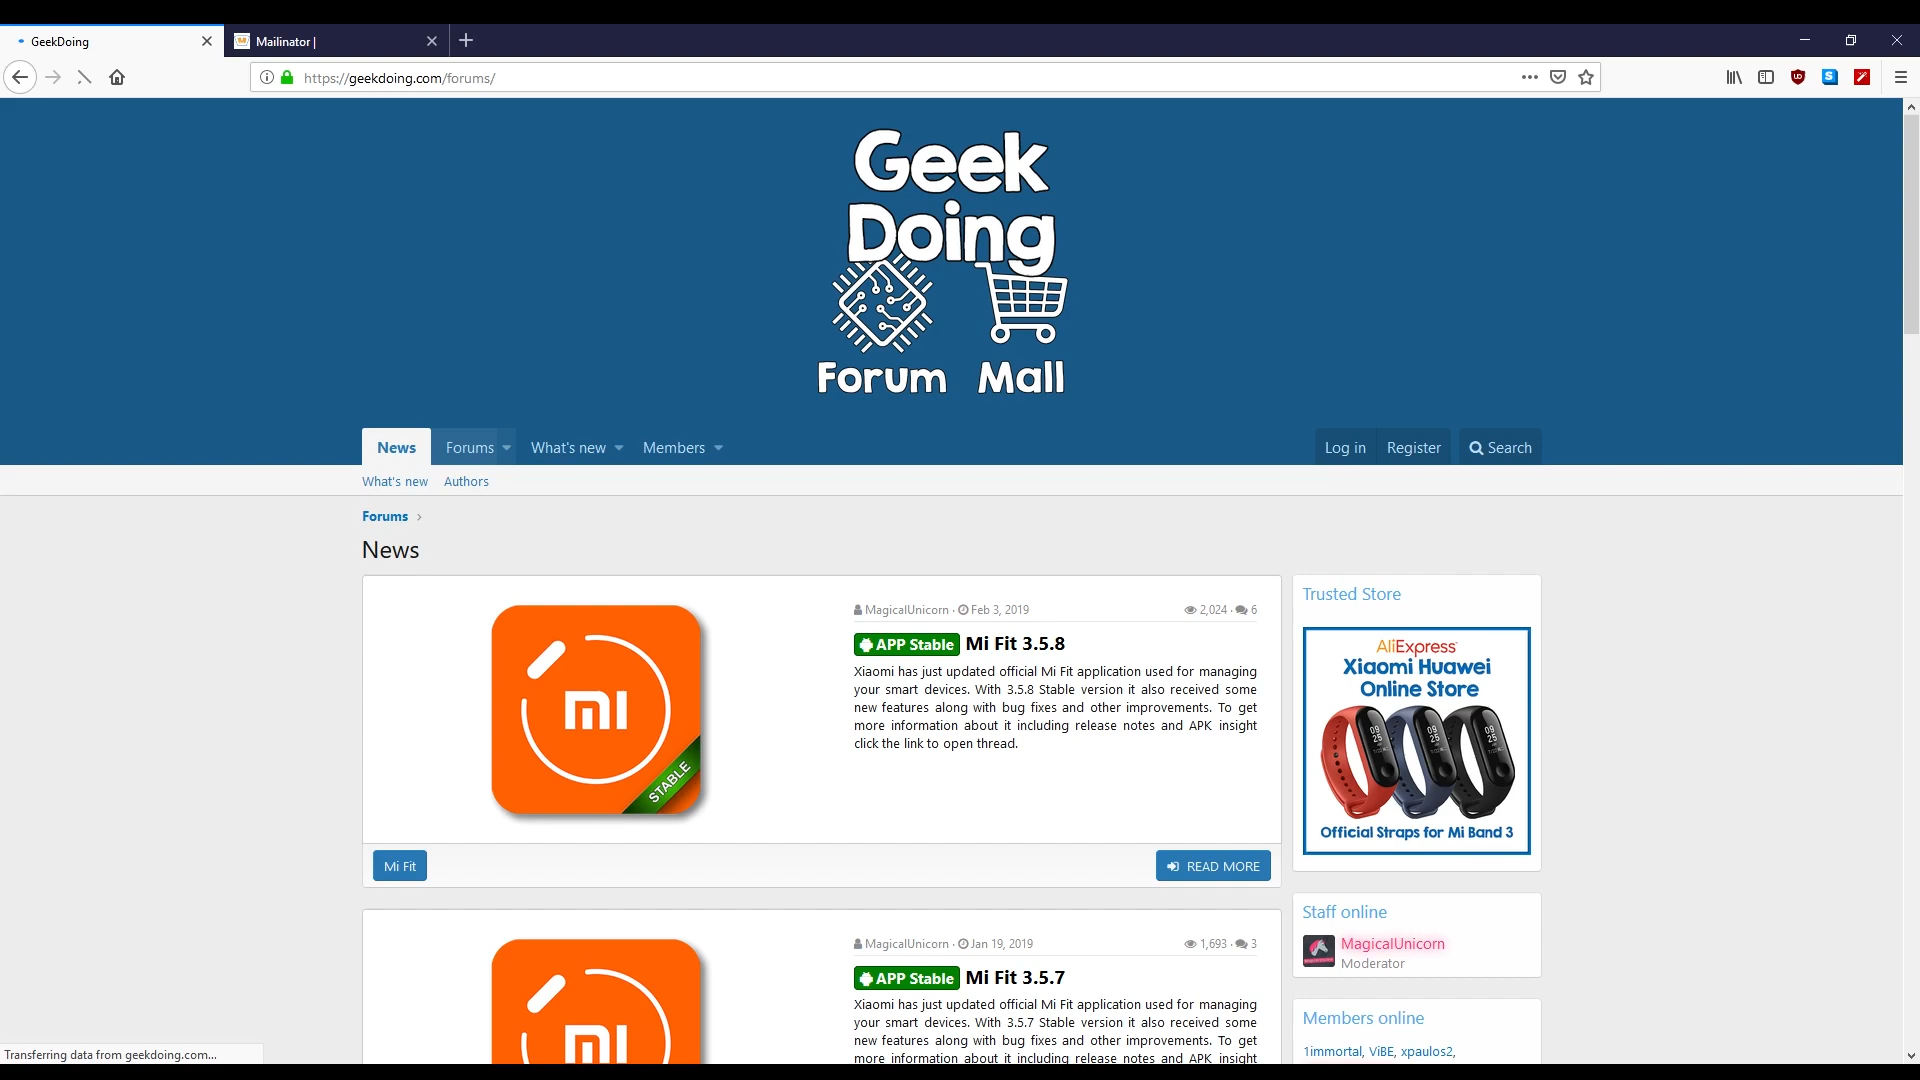 GeekDoing
Mailinator |
https://geekdoing.com/forums/
Geek
Doing
Forum Mall
News
Forums
What's new
Members
Log in
Register
Search
What's new
Authors
Forums
News
MagicalUnicorn · Feb 3, 2019
2,024 · 6
APP Stable Mi Fit 3.5.8
Xiaomi has just updated official Mi Fit application used for managing
your smart devices. With 3.5.8 Stable version it also received some
new features along with bug fixes and other improvements. To get
more information about it including release notes and APK insight
click the link to open thread.
MI
STABLE
Mi Fit
READ MORE
MagicalUnicorn · Jan 19, 2019
1,693 · 3
APP Stable Mi Fit 3.5.7
Xiaomi has just updated official Mi Fit application used for managing
your smart devices. With 3.5.7 Stable version it also received some
new features along with bug fixes and other improvements. To get
more information about it including release notes and APK insight
MI
Trusted Store
AliExpress
Xiaomi Huawei
Online Store
Official Straps for Mi Band 3
Staff online
MagicalUnicorn
Moderator
Members online
1immortal, ViBE, xpaulos2,
Transferring data from geekdoing.com...